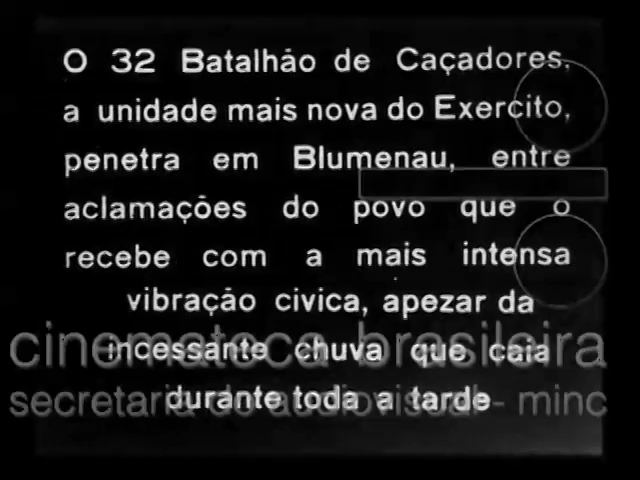 O 32 Batalhão de Caçadores,
a unidade mais nova do Exercito,
penetra em Blumenau, entre
aclamações do povo que o
recebe com a mais intensa
vibração civica, apezar da
incessante chuva que caia
durante toda a tarde
cinemateca brasileira
secretaria do audiovisual - minc